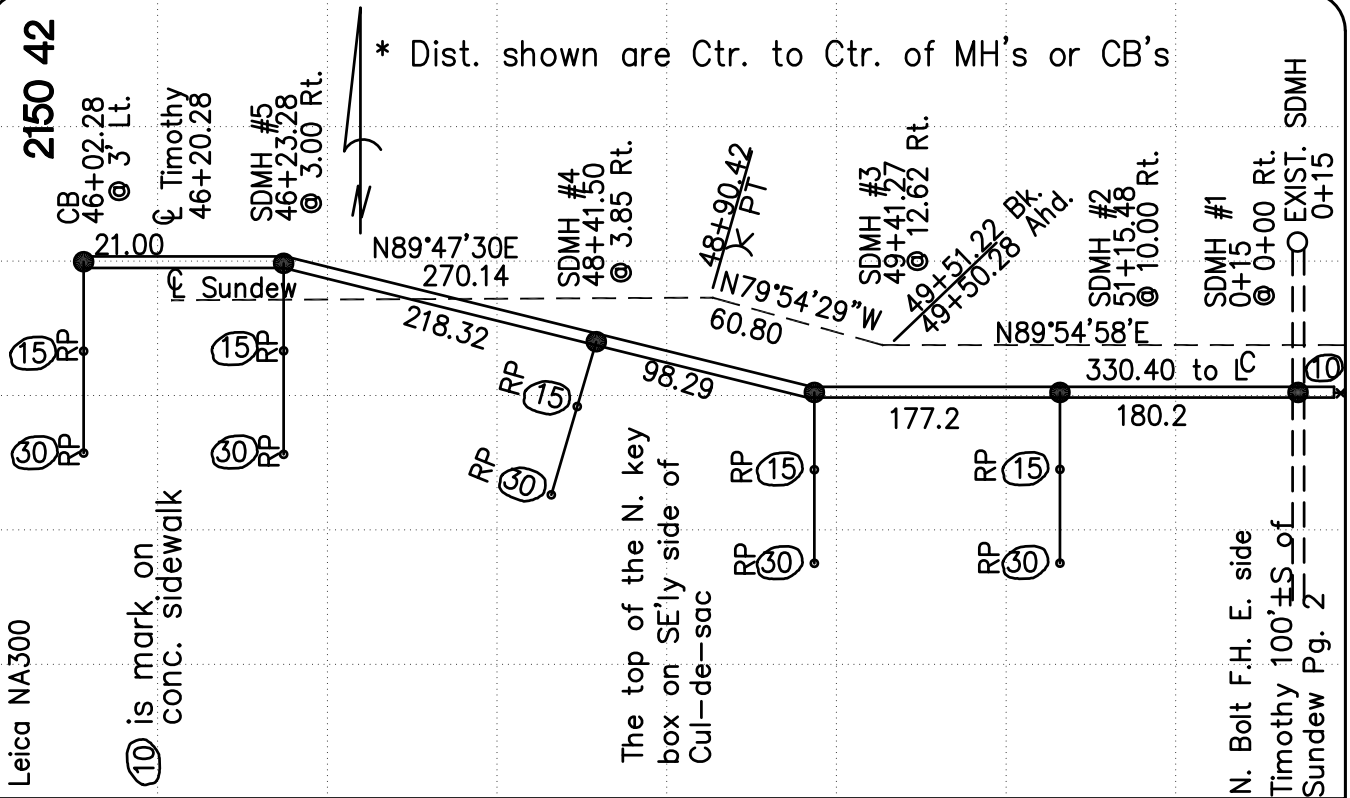 2150 42
* Dist. shown are Ctr. to Ctr. of MH's or CB's
CB
46+02.28
@ 3' Lt.
℄ Timothy
46+20.28
SDMH #5
46+23.28
@ 3.00 Rt.
SDMH #4
48+41.50
@ 3.85 Rt.
48+90.42
PT
SDMH #3
49+41.27
@ 12.62 Rt.
49+51.22 Bk.
49+50.28 Ahd.
SDMH #2
51+15.48
@ 10.00 Rt.
SDMH #1
0+15
@ 0+00 Rt.
EXIST. SDMH
0+15
21.00
N89°47'30E
270.14
℄ Sundew
218.32
N79°54'29"W
60.80
N89°54'58'E
330.40 to LC
98.29
177.2
180.2
10
15 RP
15 RP
RP 15
RP 15
RP 15
30 RP
30 RP
RP 30
RP 30
RP 30
Leica NA300
10 is mark on
conc. sidewalk
The top of the N. key
box on SE'ly side of
Cul-de-sac
N. Bolt F.H. E. side
Timothy 100'±S of
Sundew Pg. 2